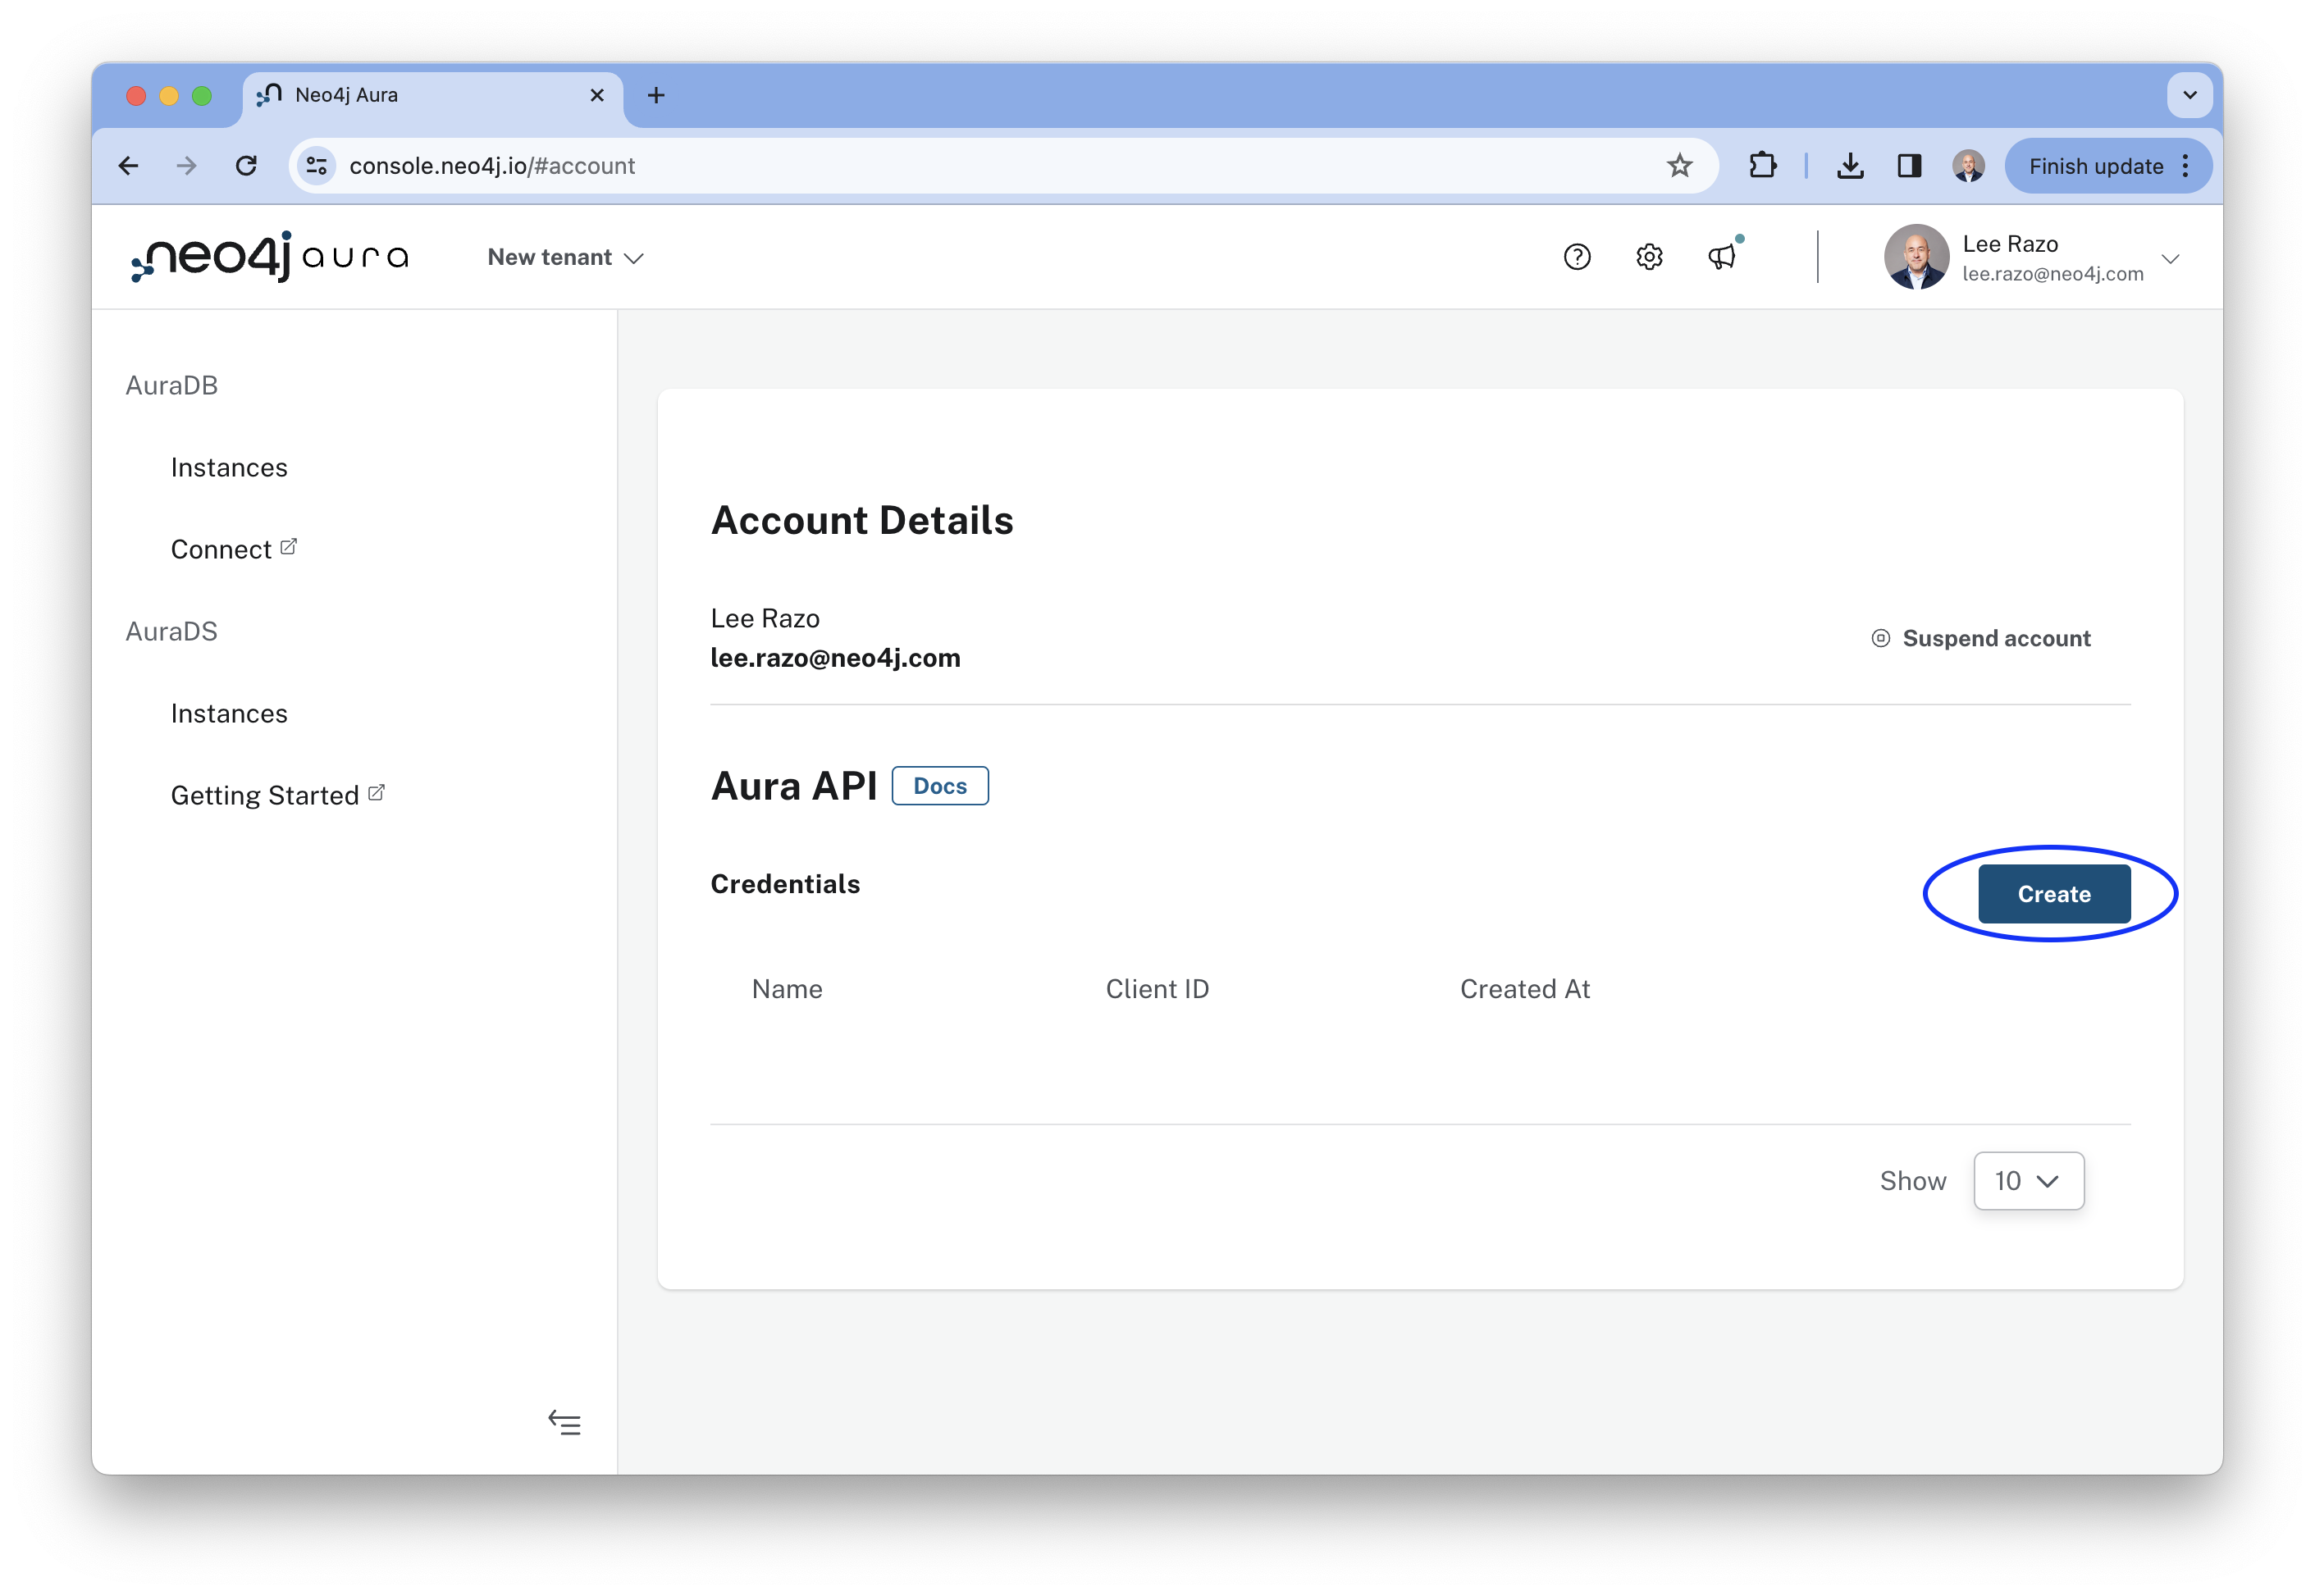 Neo4j Aura
console.neo4j.io/#account
Finish update
neo4j aura
New tenant
Lee Razo
lee.razo@neo4j.com
AuraDB
Instances
Connect
AuraDS
Instances
Getting Started
Account Details
Lee Razo
lee.razo@neo4j.com
Suspend account
Aura API Docs
Credentials
Create
Name Client ID Created At
Show 10